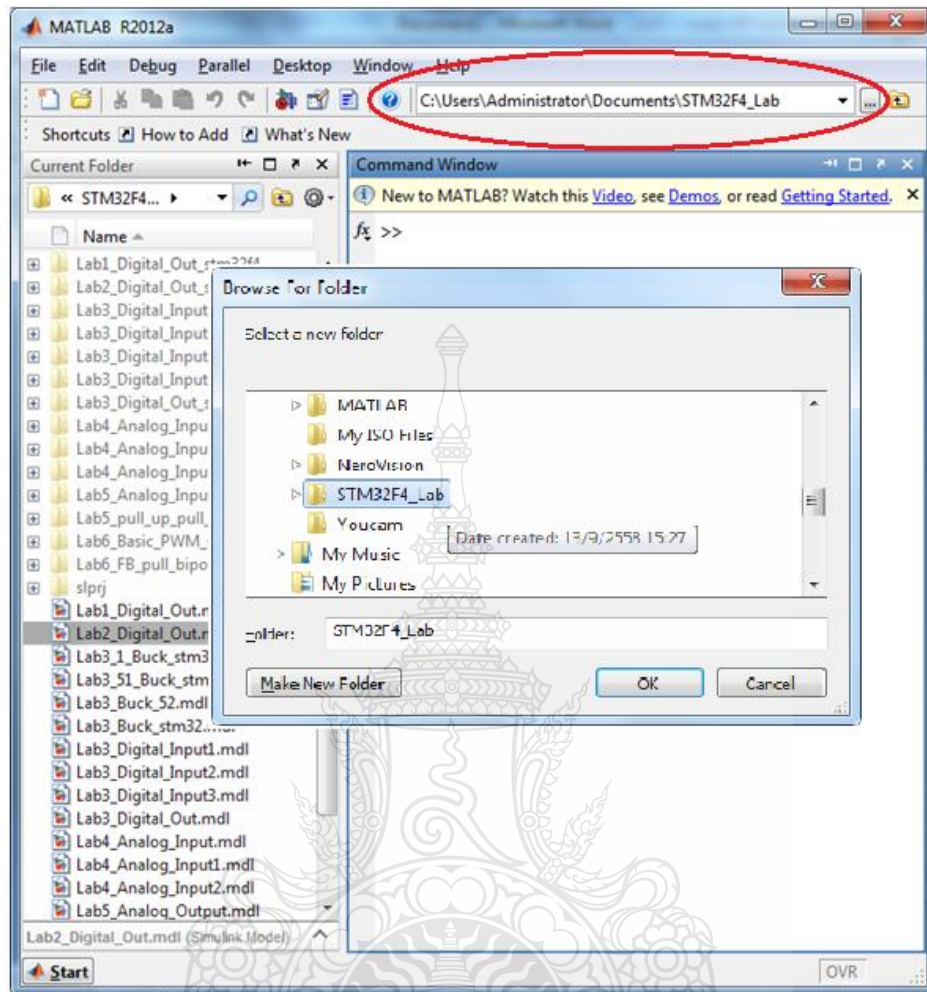 MATLAB R2012a
File Edit Debug Parallel Desktop Window Help
C:\Users\Administrator\Documents\STM32F4_Lab
Shortcuts How to Add What's New
Current Folder
« STM32F4...
Name
Command Window
New to MATLAB? Watch this Video, see Demos, or read Getting Started.
fx >>
Lab1_Digital_Out_stm32f4
Lab2_Digital_Out_s
Lab3_Digital_Input
Lab3_Digital_Input
Lab3_Digital_Input
Lab3_Digital_Input
Lab3_Digital_Out_s
Lab4_Analog_Inpu
Lab4_Analog_Inpu
Lab4_Analog_Inpu
Lab5_Analog_Inpu
Lab5_pull_up_pull_
Lab6_Basic_PWM_
Lab6_FB_pull_bipo
slprj
Lab1_Digital_Out.
Lab2_Digital_Out.
Lab3_1_Buck_stm3
Lab3_51_Buck_stm
Lab3_Buck_52.mdl
Lab3_Buck_stm32.mdl
Lab3_Digital_Input1.mdl
Lab3_Digital_Input2.mdl
Lab3_Digital_Input3.mdl
Lab3_Digital_Out.mdl
Lab4_Analog_Input.mdl
Lab4_Analog_Input1.mdl
Lab4_Analog_Input2.mdl
Lab5_Analog_Output.mdl
Browse For Folder
Select a new folder
MATLAB
My ISO Files
NeroVision
STM32F4_Lab
Youcam
Date created: 13/9/2558 15:27
My Music
My Pictures
Folder: STM32F4_Lab
Make New Folder OK Cancel
Lab2_Digital_Out.mdl (Simulink Model)
Start OVR